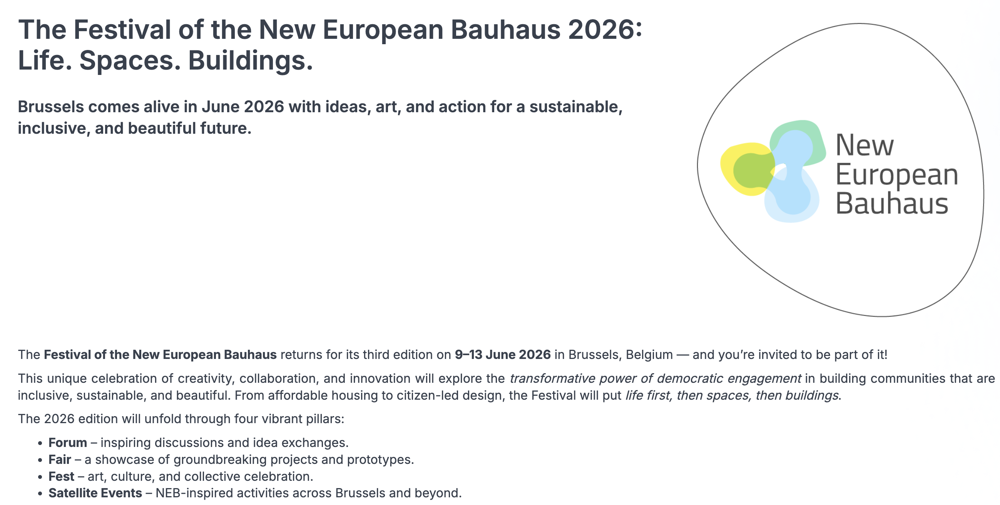 The Festival of the New European Bauhaus 2026:
Life. Spaces. Buildings.
Brussels comes alive in June 2026 with ideas, art, and action for a sustainable,
inclusive, and beautiful future.
New
European
Bauhaus
The Festival of the New European Bauhaus returns for its third edition on 9–13 June 2026 in Brussels, Belgium — and you’re invited to be part of it!
This unique celebration of creativity, collaboration, and innovation will explore the transformative power of democratic engagement in building communities that are
inclusive, sustainable, and beautiful. From affordable housing to citizen-led design, the Festival will put life first, then spaces, then buildings.
The 2026 edition will unfold through four vibrant pillars:
• Forum – inspiring discussions and idea exchanges.
• Fair – a showcase of groundbreaking projects and prototypes.
• Fest – art, culture, and collective celebration.
• Satellite Events – NEB-inspired activities across Brussels and beyond.